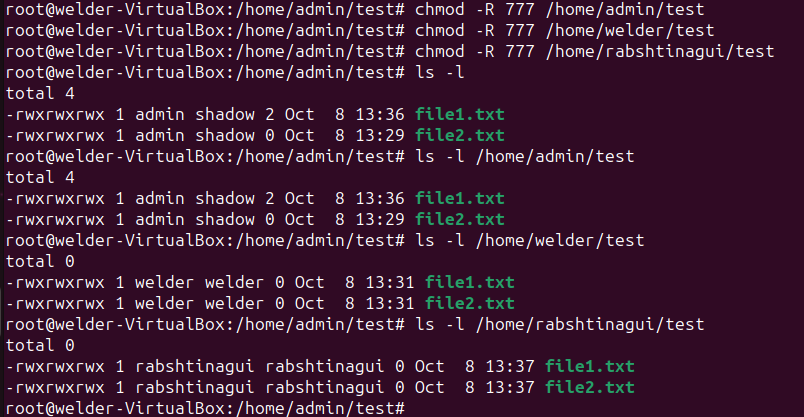 root@welder-VirtualBox:/home/admin/test# chmod -R 777 /home/admin/test
root@welder-VirtualBox:/home/admin/test# chmod -R 777 /home/welder/test
root@welder-VirtualBox:/home/admin/test# chmod -R 777 /home/rabshtinagui/test
root@welder-VirtualBox:/home/admin/test# ls -l
total 4
-rwxrwxrwx 1 admin shadow 2 Oct  8 13:36 file1.txt
-rwxrwxrwx 1 admin shadow 0 Oct  8 13:29 file2.txt
root@welder-VirtualBox:/home/admin/test# ls -l /home/admin/test
total 4
-rwxrwxrwx 1 admin shadow 2 Oct  8 13:36 file1.txt
-rwxrwxrwx 1 admin shadow 0 Oct  8 13:29 file2.txt
root@welder-VirtualBox:/home/admin/test# ls -l /home/welder/test
total 0
-rwxrwxrwx 1 welder welder 0 Oct  8 13:31 file1.txt
-rwxrwxrwx 1 welder welder 0 Oct  8 13:31 file2.txt
root@welder-VirtualBox:/home/admin/test# ls -l /home/rabshtinagui/test
total 0
-rwxrwxrwx 1 rabshtinagui rabshtinagui 0 Oct  8 13:37 file1.txt
-rwxrwxrwx 1 rabshtinagui rabshtinagui 0 Oct  8 13:37 file2.txt
root@welder-VirtualBox:/home/admin/test#